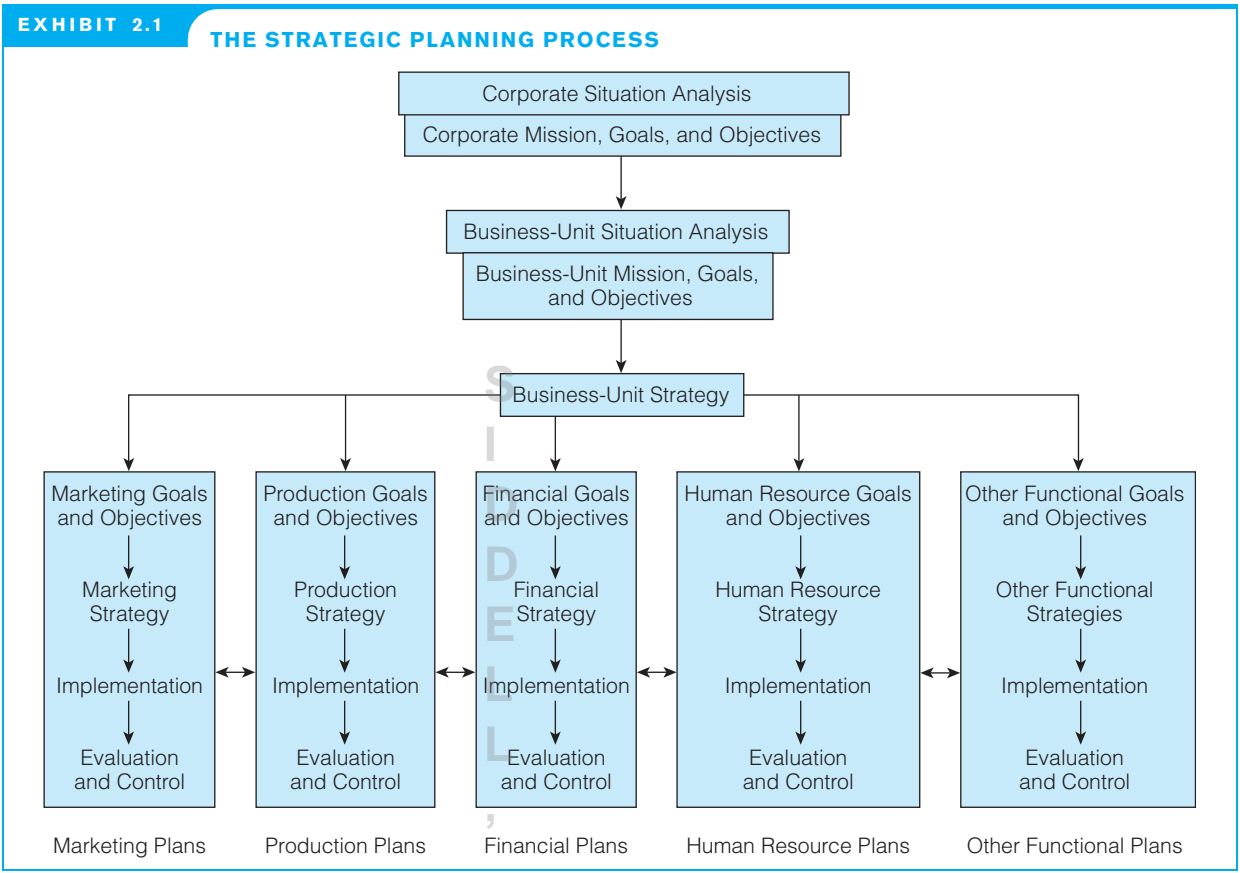 EXHIBIT 2.1
THE STRATEGIC PLANNING PROCESS
Corporate Situation Analysis
Corporate Mission, Goals, and Objectives
Business-Unit Situation Analysis
Business-Unit Mission, Goals,
and Objectives
Business-Unit Strategy
Marketing Goals
and Objectives
Marketing
Strategy
Implementation
Evaluation
and Control
Marketing Plans
Production Goals
and Objectives
Production
Strategy
Implementation
Evaluation
and Control
Production Plans
Financial Goals
and Objectives
Financial
Strategy
Implementation
Evaluation
and Control
Financial Plans
Human Resource Goals
and Objectives
Human Resource
Strategy
Implementation
Evaluation
and Control
Human Resource Plans
Other Functional Goals
and Objectives
Other Functional
Strategies
Implementation
Evaluation
and Control
Other Functional Plans
SIDDELL,